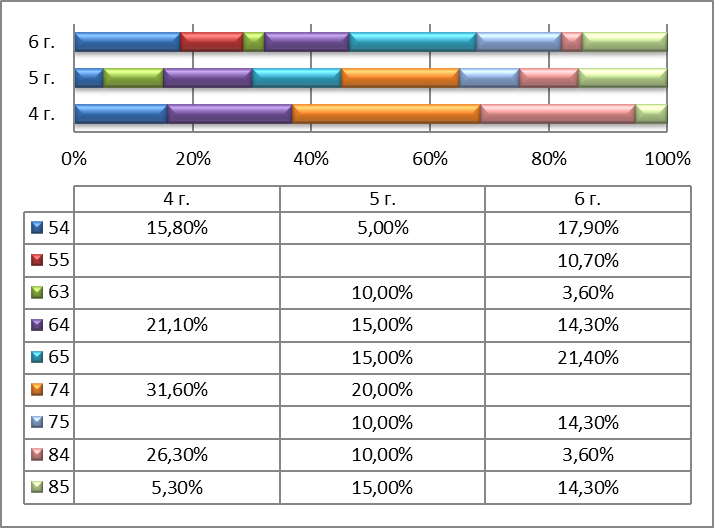 6 г.
5 г.
4 г.
0% 20% 40% 60% 80% 100%
4 г. 5 г. 6 г.
54 15,80% 5,00% 17,90%
55 10,70%
63 10,00% 3,60%
64 21,10% 15,00% 14,30%
65 15,00% 21,40%
74 31,60% 20,00%
75 10,00% 14,30%
84 26,30% 10,00% 3,60%
85 5,30% 15,00% 14,30%